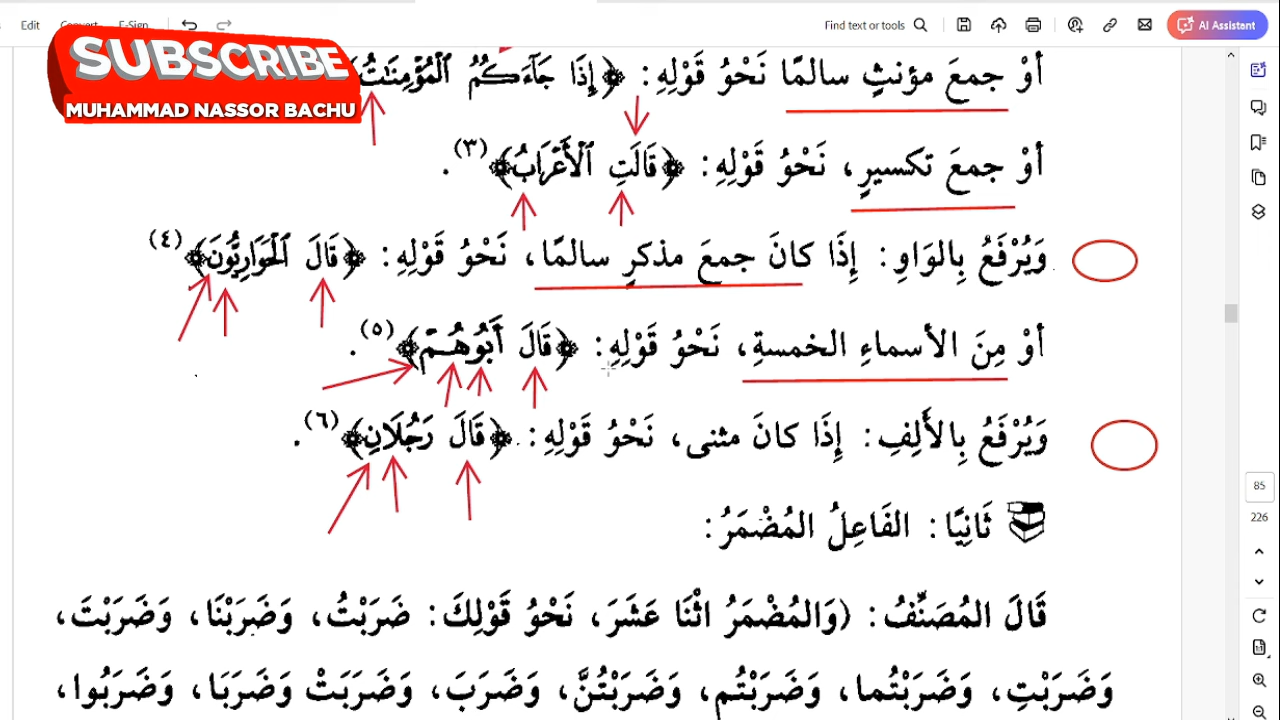 Edit Convert E-Sign Find text or tools AI Assistant
SUBSCRIBE
MUHAMMAD NASSOR BACHU
أوْ جمعَ مؤنثٍ سالمًا نَحْوُ قَوْلِهِ: ﴿إِذَا جَآءَكُمُ ٱلْمُؤْمِنَٰتُ
أوْ جمعَ تكسيرٍ، نَحْوُ قَوْلِهِ: ﴿قَالَتِ ٱلْأَعْرَابُ﴾(٣).
وَيُرْفَعُ بِالوَاوِ: إِذَا كانَ جمعَ مذكرٍ سالمًا، نَحْوُ قَوْلِهِ: ﴿قَالَ ٱلْحَوَارِيُّونَ﴾(٤)
أوْ مِنَ الأسماءِ الخمسةِ، نَحْوُ قَوْلِهِ: ﴿قَالَ أَبُوهُمْ﴾(٥).
وَيُرْفَعُ بِالأَلِفِ: إِذَا كانَ مثنى، نَحْوُ قَوْلِهِ: ﴿قَالَ رَجُلَانِ﴾(٦).
ثَانِيًا: الفَاعِلُ المُضْمَرُ:
قَالَ المُصَنِّفُ: (وَالمُضْمَرُ اثْنَا عَشَرَ، نَحْوُ قَوْلِكَ: ضَرَبْتُ، وَضَرَبْنَا، وَضَرَبْتَ،
وَضَرَبْتِ، وَضَرَبْتُما، وَضَرَبْتُم، وَضَرَبْتُنَّ، وَضَرَبَ، وَضَرَبَتْ وَضَرَبَا، وَضَرَبُوا،
85
226